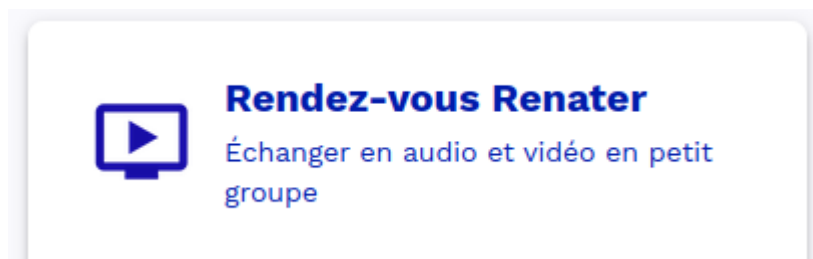 Rendez-vous Renater
Échanger en audio et vidéo en petit
groupe